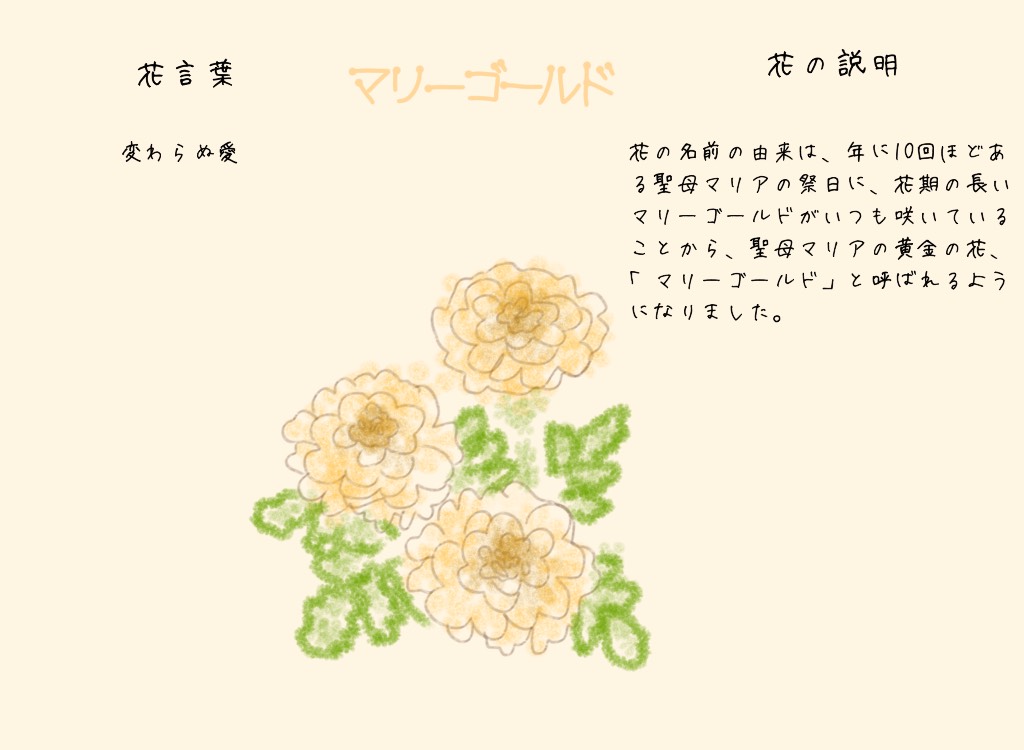 花言葉
変わらぬ愛
マリーゴールド
花の説明
花の名前の由来は、年に10回ほどあ
る聖母マリアの祭日に、花期の長い
マリーゴールドがいつも咲いている
ことから、聖母マリアの黄金の花、
「マリーゴールド」と呼ばれるよう
になりました。